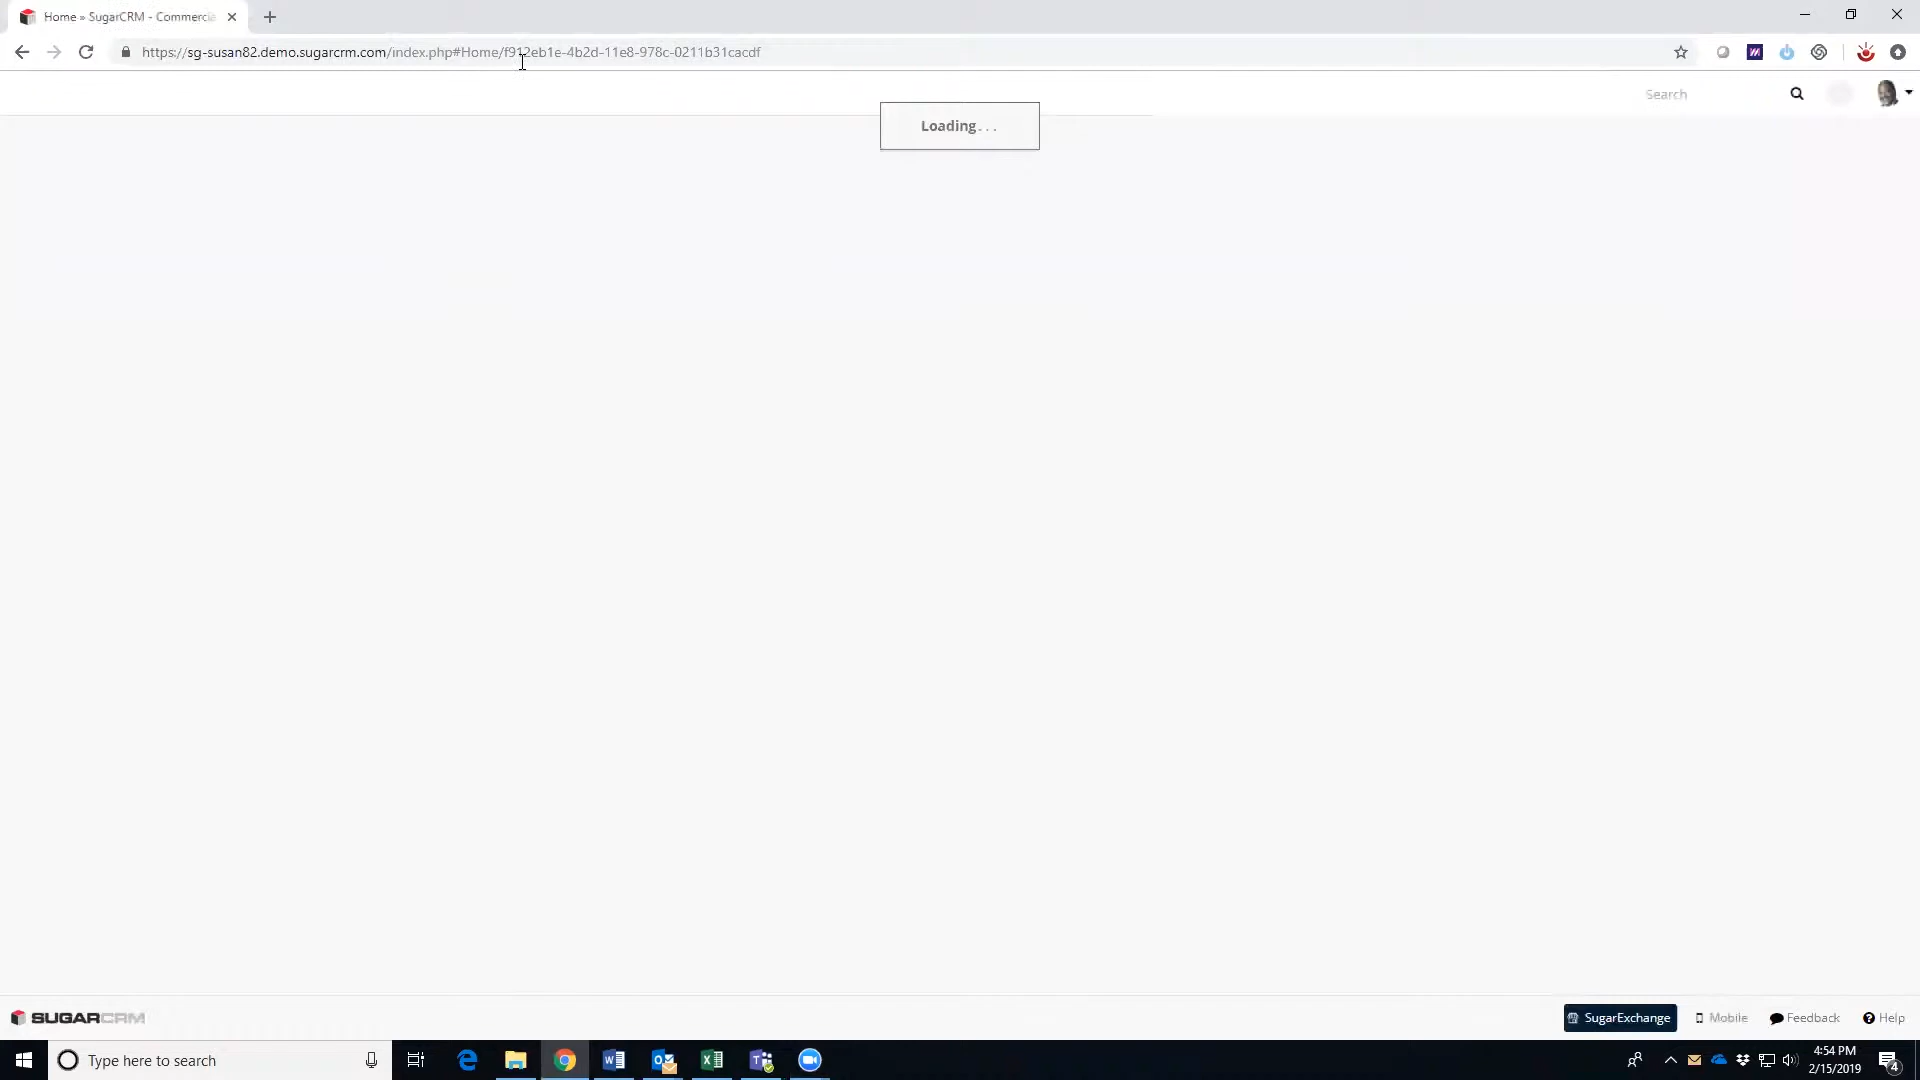 Home » SugarCRM - Commercia
https://sg-susan82.demo.sugarcrm.com/index.php#Home/f912eb1e-4b2d-11e8-978c-0211b31cacdf
Search
Loading...
SUGARCRM
SugarExchange
Mobile
Feedback
Help
Type here to search
4:54 PM
2/15/2019
4